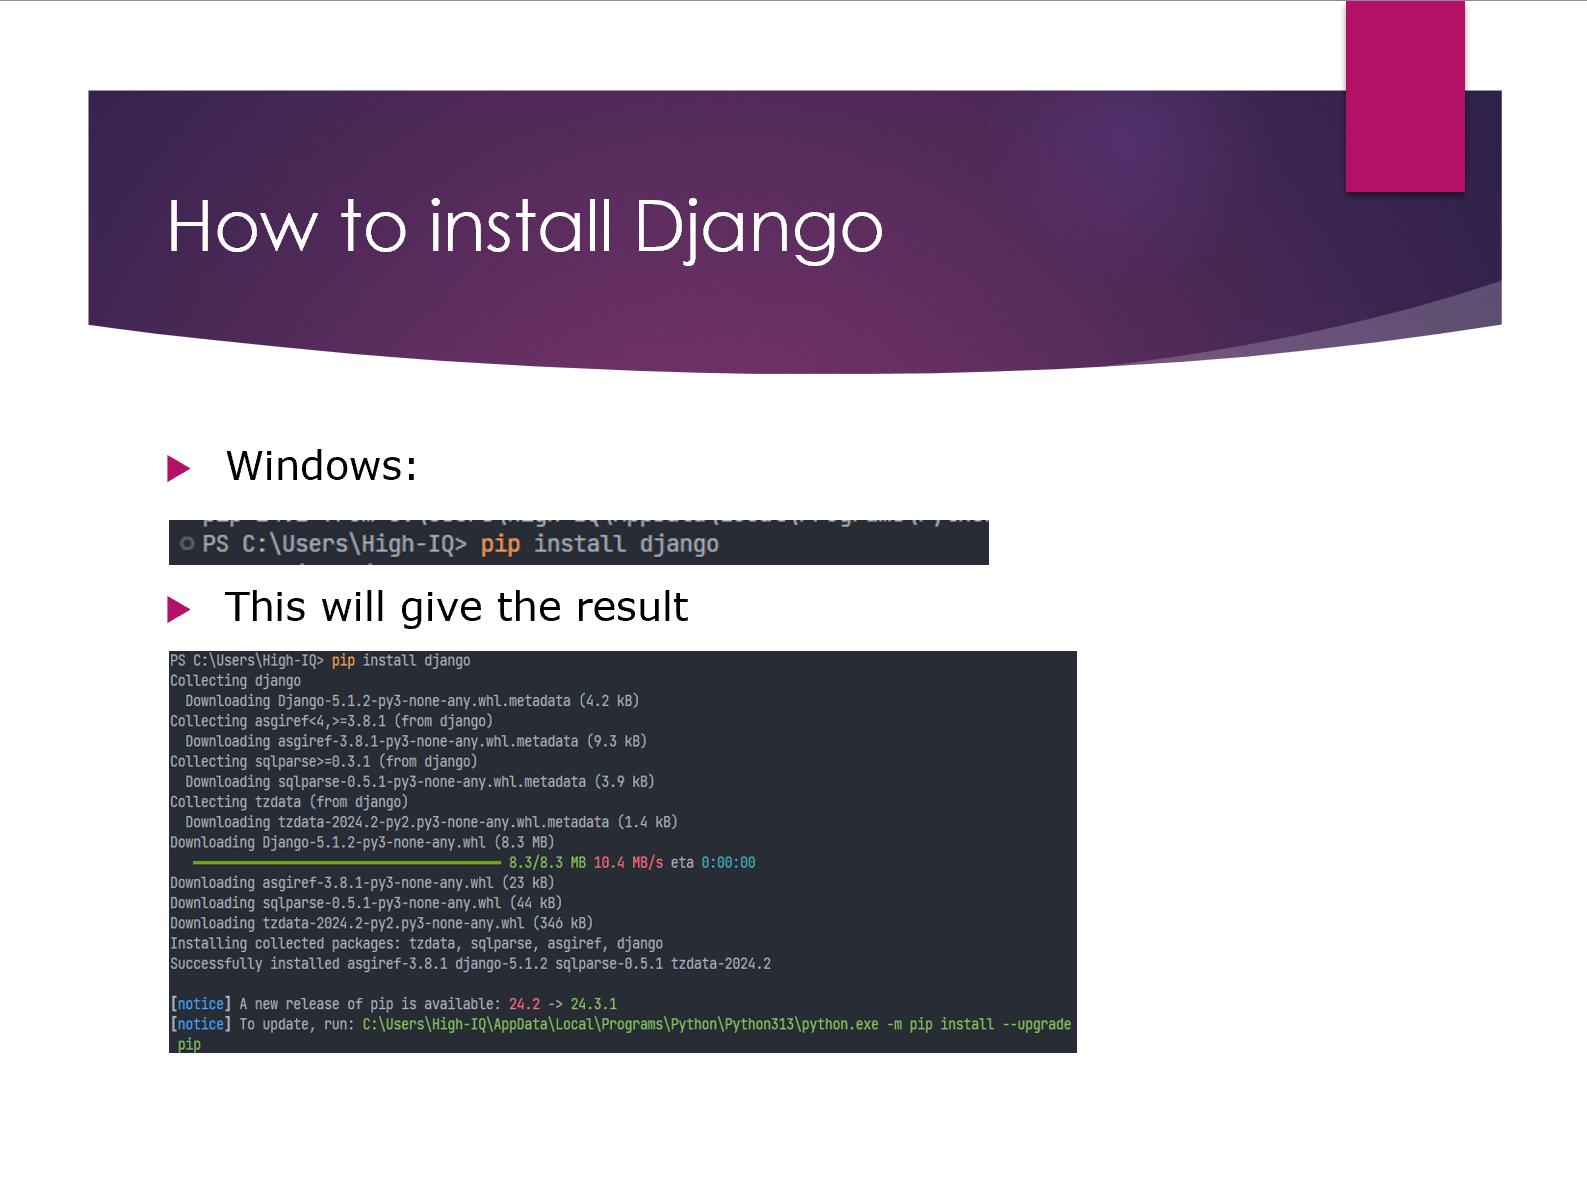 How to install Django
Windows:
PS C:\Users\High-IQ> pip install django
This will give the result
PS C:\Users\High-IQ> pip install django
Collecting django
  Downloading Django-5.1.2-py3-none-any.whl.metadata (4.2 kB)
Collecting asgiref<4,>=3.8.1 (from django)
  Downloading asgiref-3.8.1-py3-none-any.whl.metadata (9.3 kB)
Collecting sqlparse>=0.3.1 (from django)
  Downloading sqlparse-0.5.1-py3-none-any.whl.metadata (3.9 kB)
Collecting tzdata (from django)
  Downloading tzdata-2024.2-py2.py3-none-any.whl.metadata (1.4 kB)
Downloading Django-5.1.2-py3-none-any.whl (8.3 MB)
8.3/8.3 MB 10.4 MB/s eta 0:00:00
Downloading asgiref-3.8.1-py3-none-any.whl (23 kB)
Downloading sqlparse-0.5.1-py3-none-any.whl (44 kB)
Downloading tzdata-2024.2-py2.py3-none-any.whl (346 kB)
Installing collected packages: tzdata, sqlparse, asgiref, django
Successfully installed asgiref-3.8.1 django-5.1.2 sqlparse-0.5.1 tzdata-2024.2
[notice] A new release of pip is available: 24.2 -> 24.3.1
[notice] To update, run: C:\Users\High-IQ\AppData\Local\Programs\Python\Python313\python.exe -m pip install --upgrade
pip